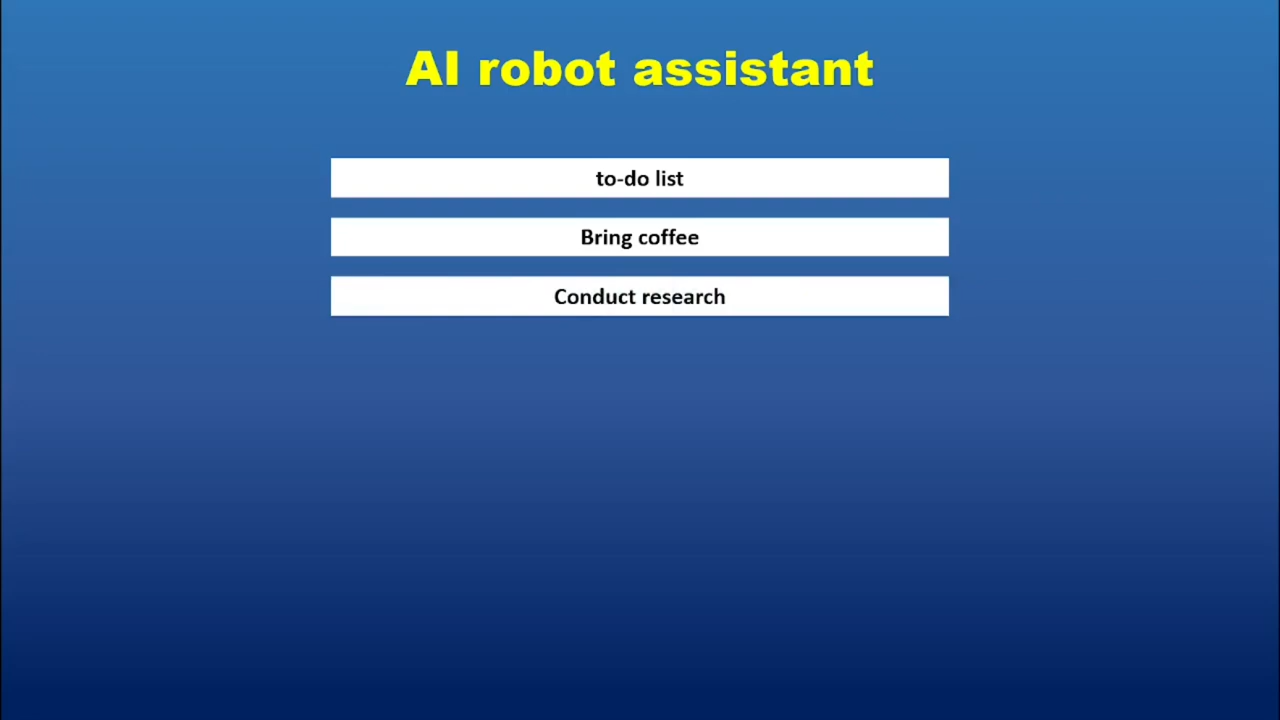 AI robot assistant
to-do list
Bring coffee
Conduct research